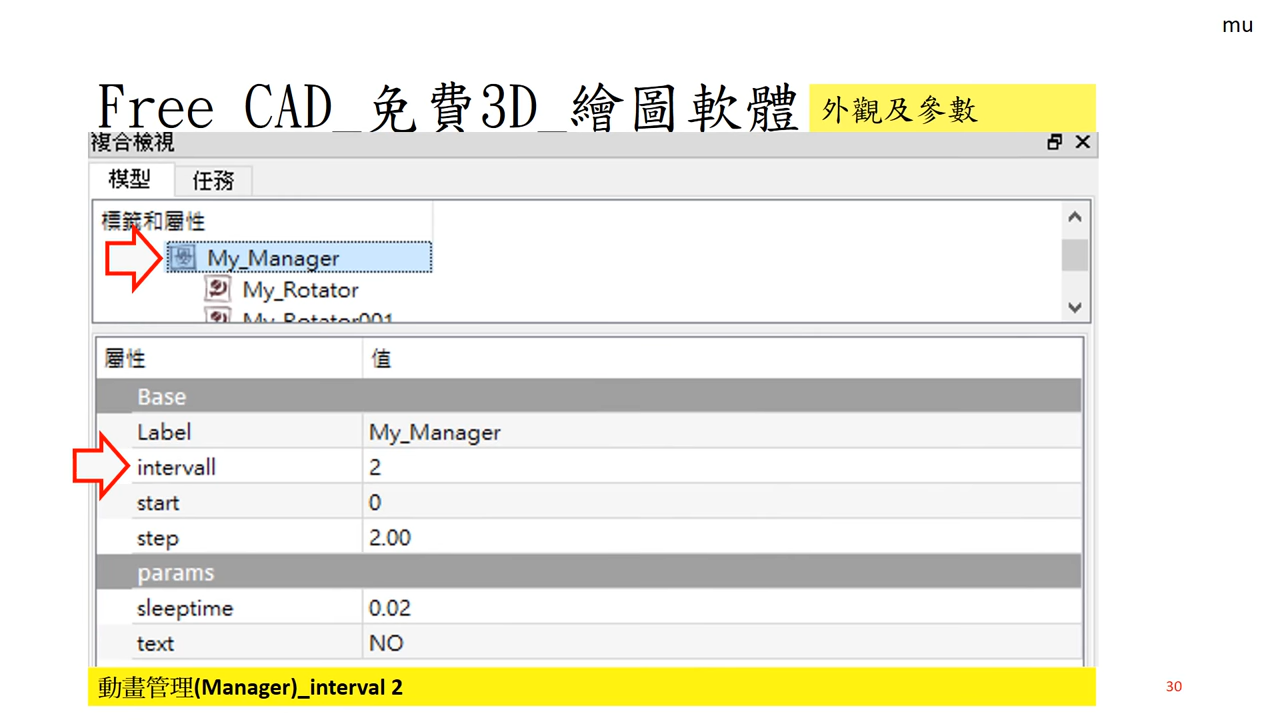 mu
Free CAD_免費3D_繪圖軟體
外觀及參數
複合檢視
模型 任務
標籤和屬性
My_Manager
My_Rotator
My_Rotator001
屬性 值
Base
Label My_Manager
intervall 2
start 0
step 2.00
params
sleeptime 0.02
text NO
動畫管理(Manager)_interval 2
30